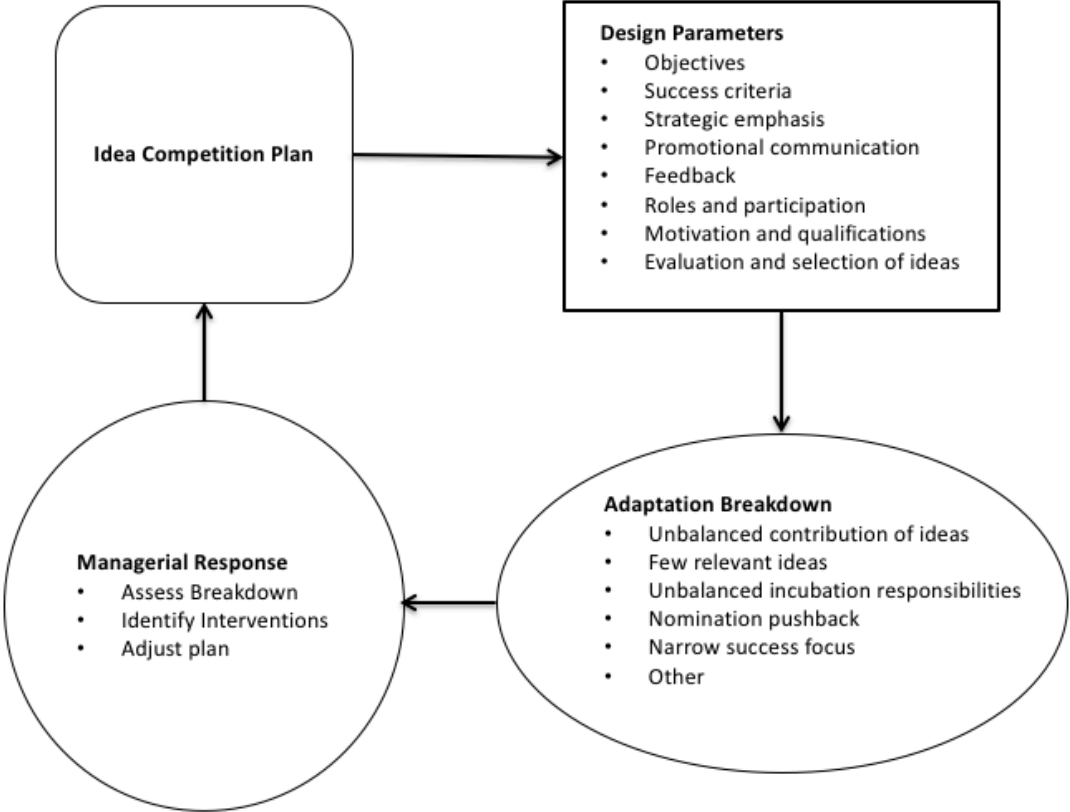 Idea Competition Plan
Design Parameters
• Objectives
• Success criteria
• Strategic emphasis
• Promotional communication
• Feedback
• Roles and participation
• Motivation and qualifications
• Evaluation and selection of ideas
Adaptation Breakdown
• Unbalanced contribution of ideas
• Few relevant ideas
• Unbalanced incubation responsibilities
• Nomination pushback
• Narrow success focus
• Other
Managerial Response
• Assess Breakdown
• Identify Interventions
• Adjust plan